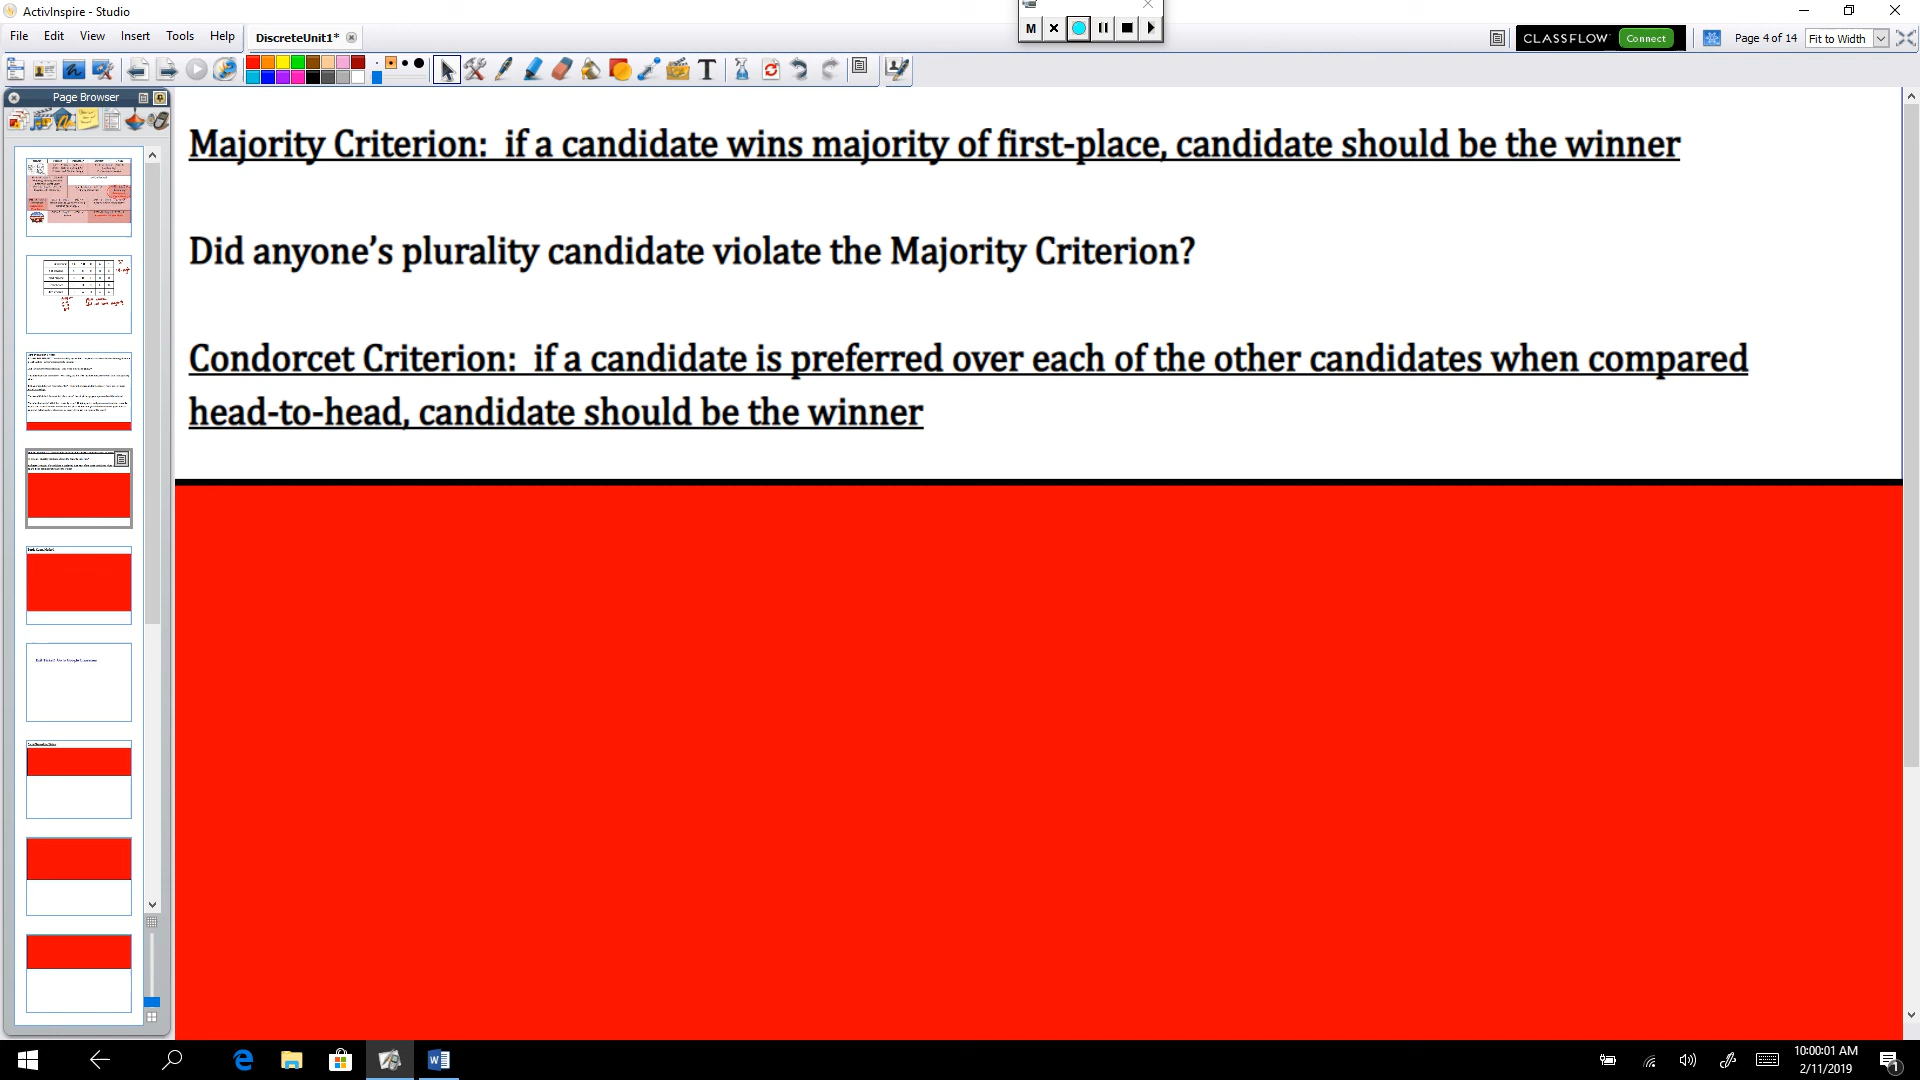 ActivInspire - Studio
File Edit View Insert Tools Help
DiscreteUnit1*
M
CLASSFLOW Connect
Page 4 of 14
Fit to Width
Page Browser
Majority Criterion: if a candidate wins majority of first-place, candidate should be the winner
Did anyone’s plurality candidate violate the Majority Criterion?
Condorcet Criterion: if a candidate is preferred over each of the other candidates when compared
head-to-head, candidate should be the winner
10:00:01 AM
2/11/2019
1